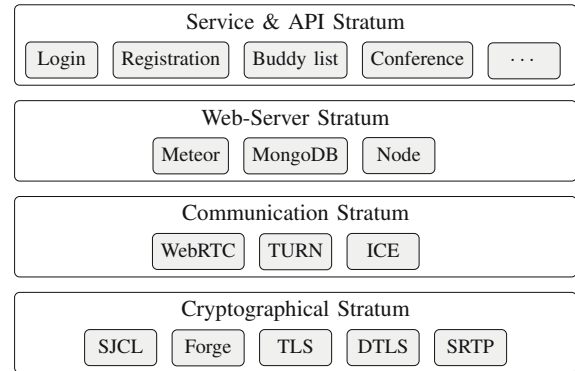 Service & API Stratum
Login Registration Buddy list Conference ...
Web-Server Stratum
Meteor MongoDB Node
Communication Stratum
WebRTC TURN ICE
Cryptographical Stratum
SJCL Forge TLS DTLS SRTP